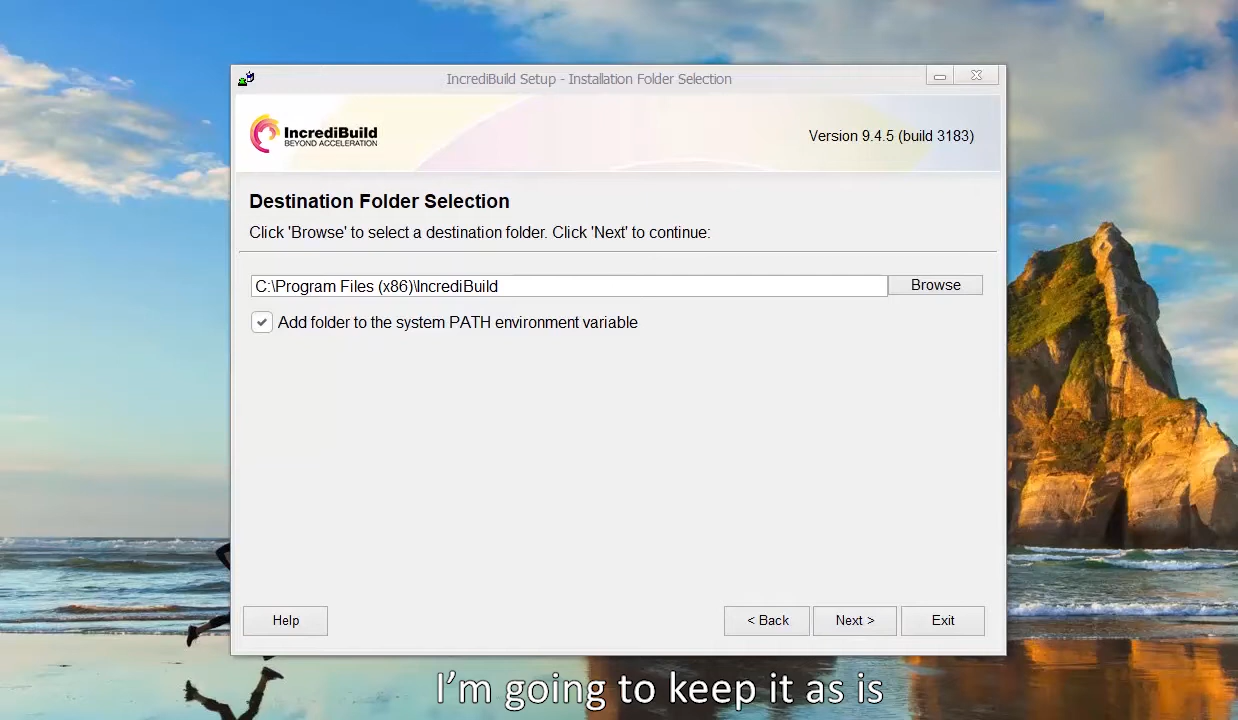 IncrediBuild Setup - Installation Folder Selection
IncrediBuild
BEYOND ACCELERATION
Version 9.4.5 (build 3183)
Destination Folder Selection
Click 'Browse' to select a destination folder. Click 'Next' to continue:
C:\Program Files (x86)\IncrediBuild
Browse
Add folder to the system PATH environment variable
Help
< Back
Next >
Exit
I'm going to keep it as is